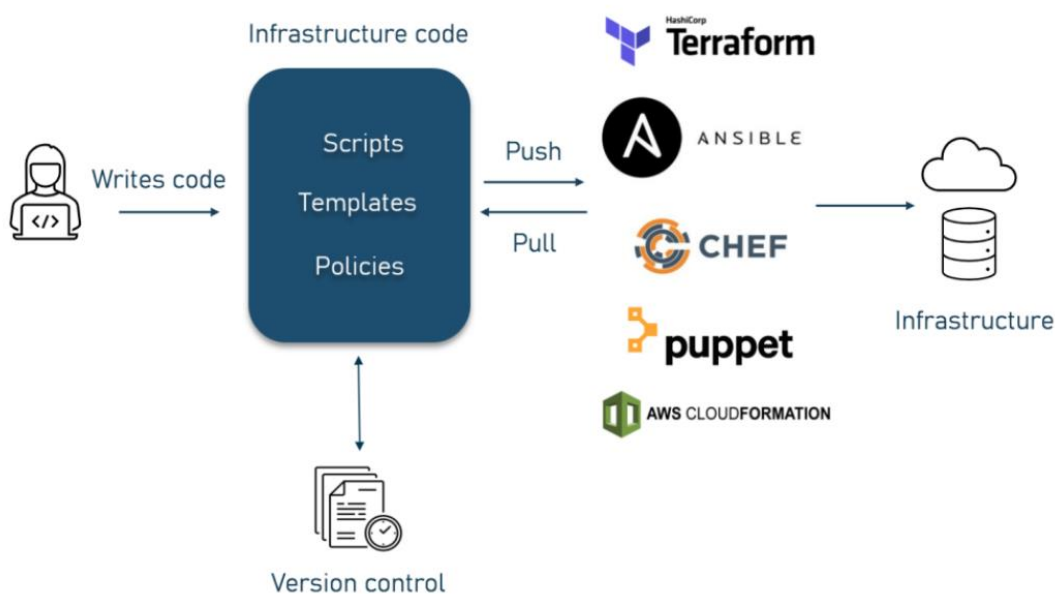 Infrastructure code
HashiCorp
Terraform
Scripts
Templates
Policies
Writes code
</>
Push
Pull
ANSIBLE
CHEF
puppet
AWS CLOUDFORMATION
Infrastructure
Version control